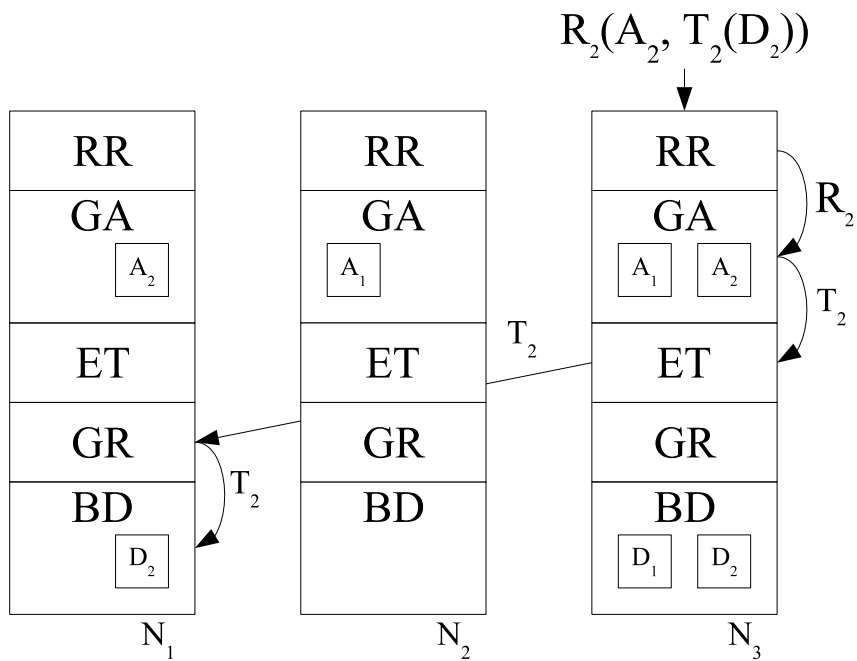 R₂(A₂, T₂(D₂))
RR RR RR
R₂
GA GA GA
A₂ A₁ A₁ A₂
T₂
T₂
ET ET ET
GR GR GR
T₂
BD BD BD
D₂ D₁ D₂
N₁ N₂ N₃